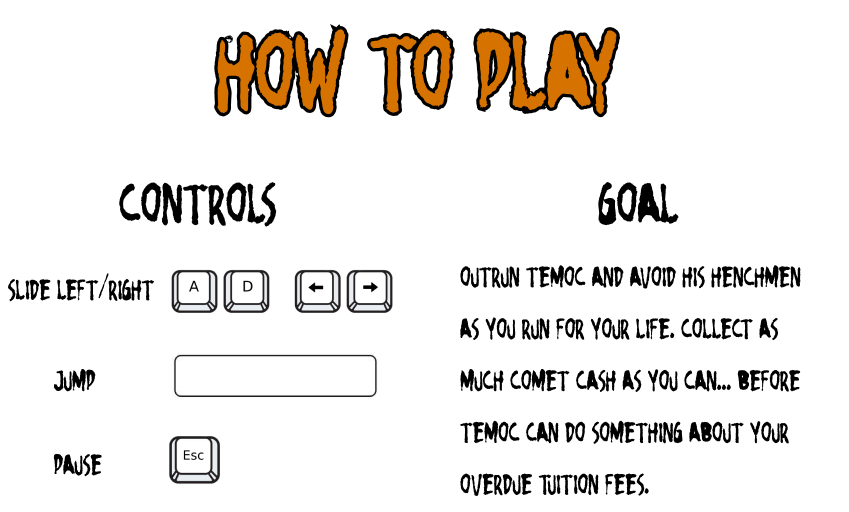 HOW TO PLAY
CONTROLS
SLIDE LEFT/RIGHT
A D ← →
JUMP
PAUSE
Esc
GOAL
OUTRUN TEMOC AND AVOID HIS HENCHMEN
AS YOU RUN FOR YOUR LIFE. COLLECT AS
MUCH COMET CASH AS YOU CAN... BEFORE
TEMOC CAN DO SOMETHING ABOUT YOUR
OVERDUE TUITION FEES.